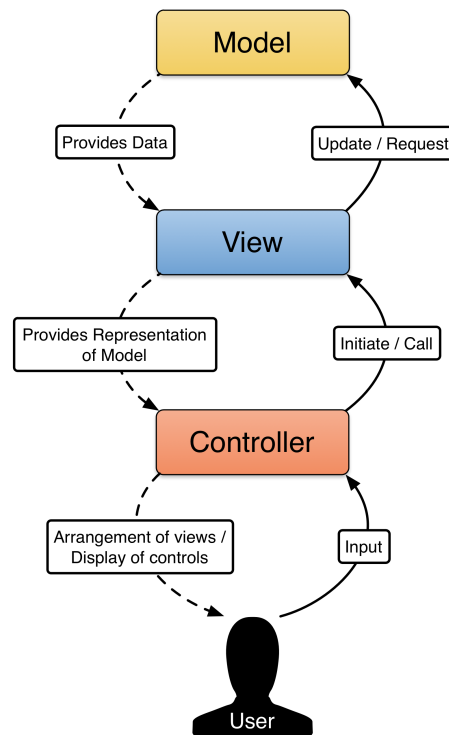 Model
Provides Data
Update / Request
View
Provides Representation
of Model
Initiate / Call
Controller
Arrangement of views /
Display of controls
Input
User